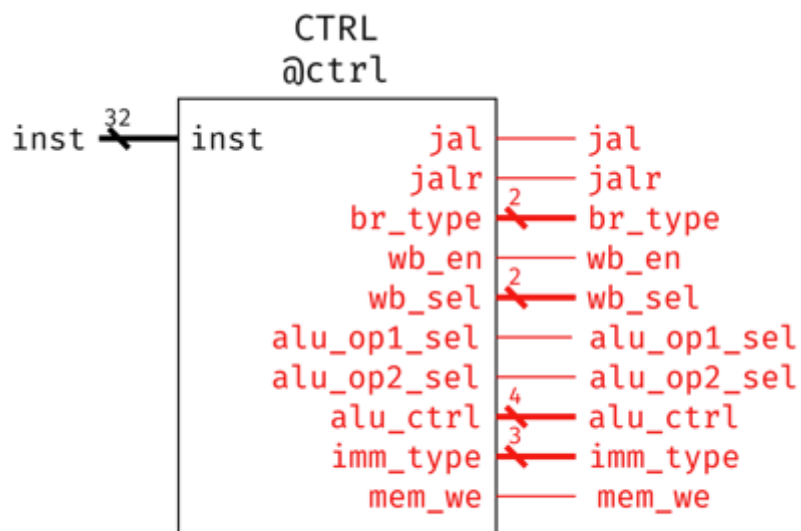 CTRL
@ctrl
inst 32 inst jal jal
jalr jalr
br_type 2 br_type
wb_en wb_en
wb_sel 2 wb_sel
alu_op1_sel alu_op1_sel
alu_op2_sel alu_op2_sel
alu_ctrl 4 alu_ctrl
imm_type 3 imm_type
mem_we mem_we